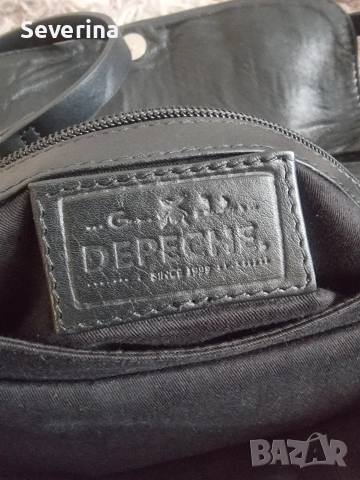 Severina
DEPECHE.
SINCE 1999
BAZAR